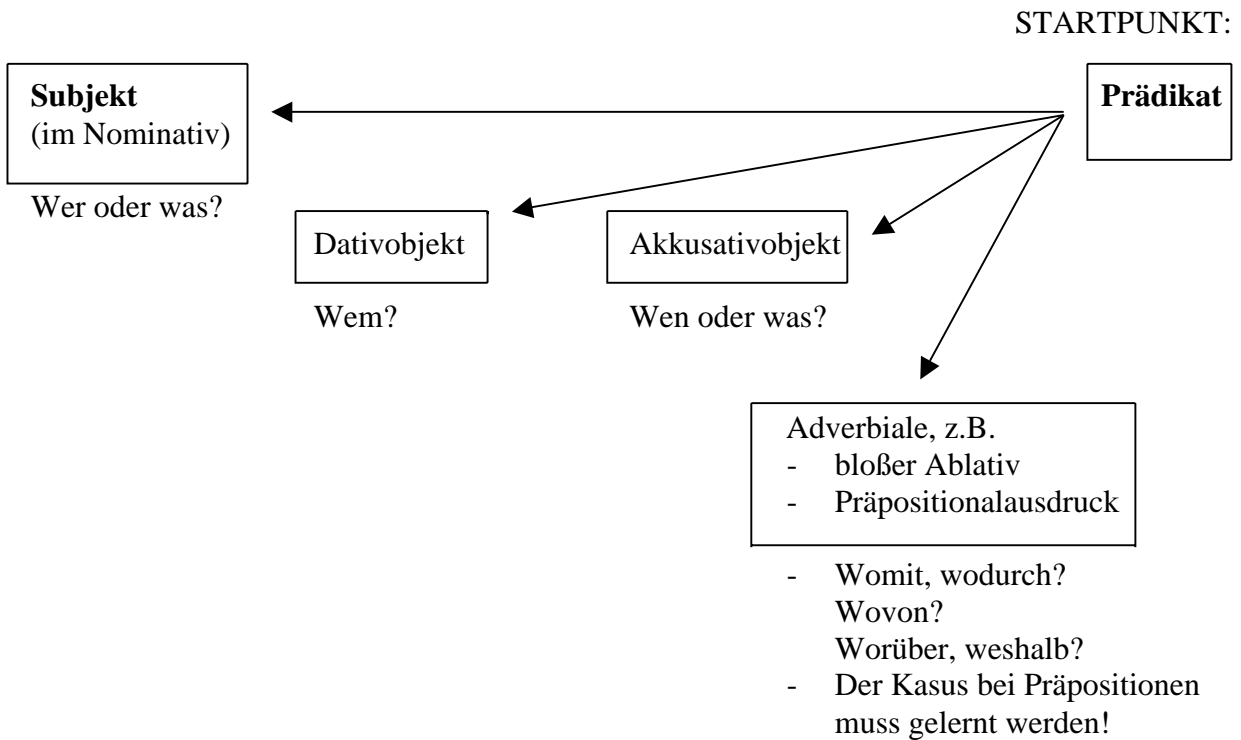 STARTPUNKT:
Subjekt
(im Nominativ)
Prädikat
Wer oder was?
Dativobjekt
Akkusativobjekt
Wem?
Wen oder was?
Adverbiale, z.B.
- bloßer Ablativ
- Präpositionalausdruck
- Womit, wodurch?
Wovon?
Worüber, weshalb?
- Der Kasus bei Präpositionen
muss gelernt werden!